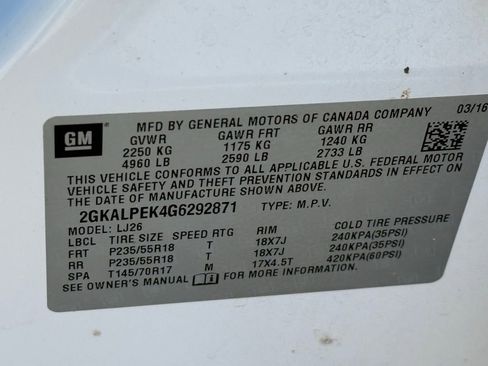 GM
MFD BY GENERAL MOTORS OF CANADA COMPANY 03/16
GVWR GAWR FRT GAWR RR
2250 KG 1175 KG 1240 KG
4960 LB 2590 LB 2733 LB
THIS VEHICLE CONFORMS TO ALL APPLICABLE U.S. FEDERAL MOTOR
VEHICLE SAFETY AND THEFT PREVENTION STANDARDS IN EFFECT ON
THE DATE OF MANUFACTURE SHOWN ABOVE.
2GKALPEK4G6292871 TYPE: M.P.V.
MODEL: LJ26
LBCL TIRE SIZE SPEED RTG RIM COLD TIRE PRESSURE
FRT P235/55R18 T 18X7J 240KPA(35PSI)
RR P235/55R18 T 18X7J 240KPA(35PSI)
SPA T145/70R17 M 17X4.5T 420KPA(60PSI)
SEE OWNER'S MANUAL FOR MORE INFORMATION.